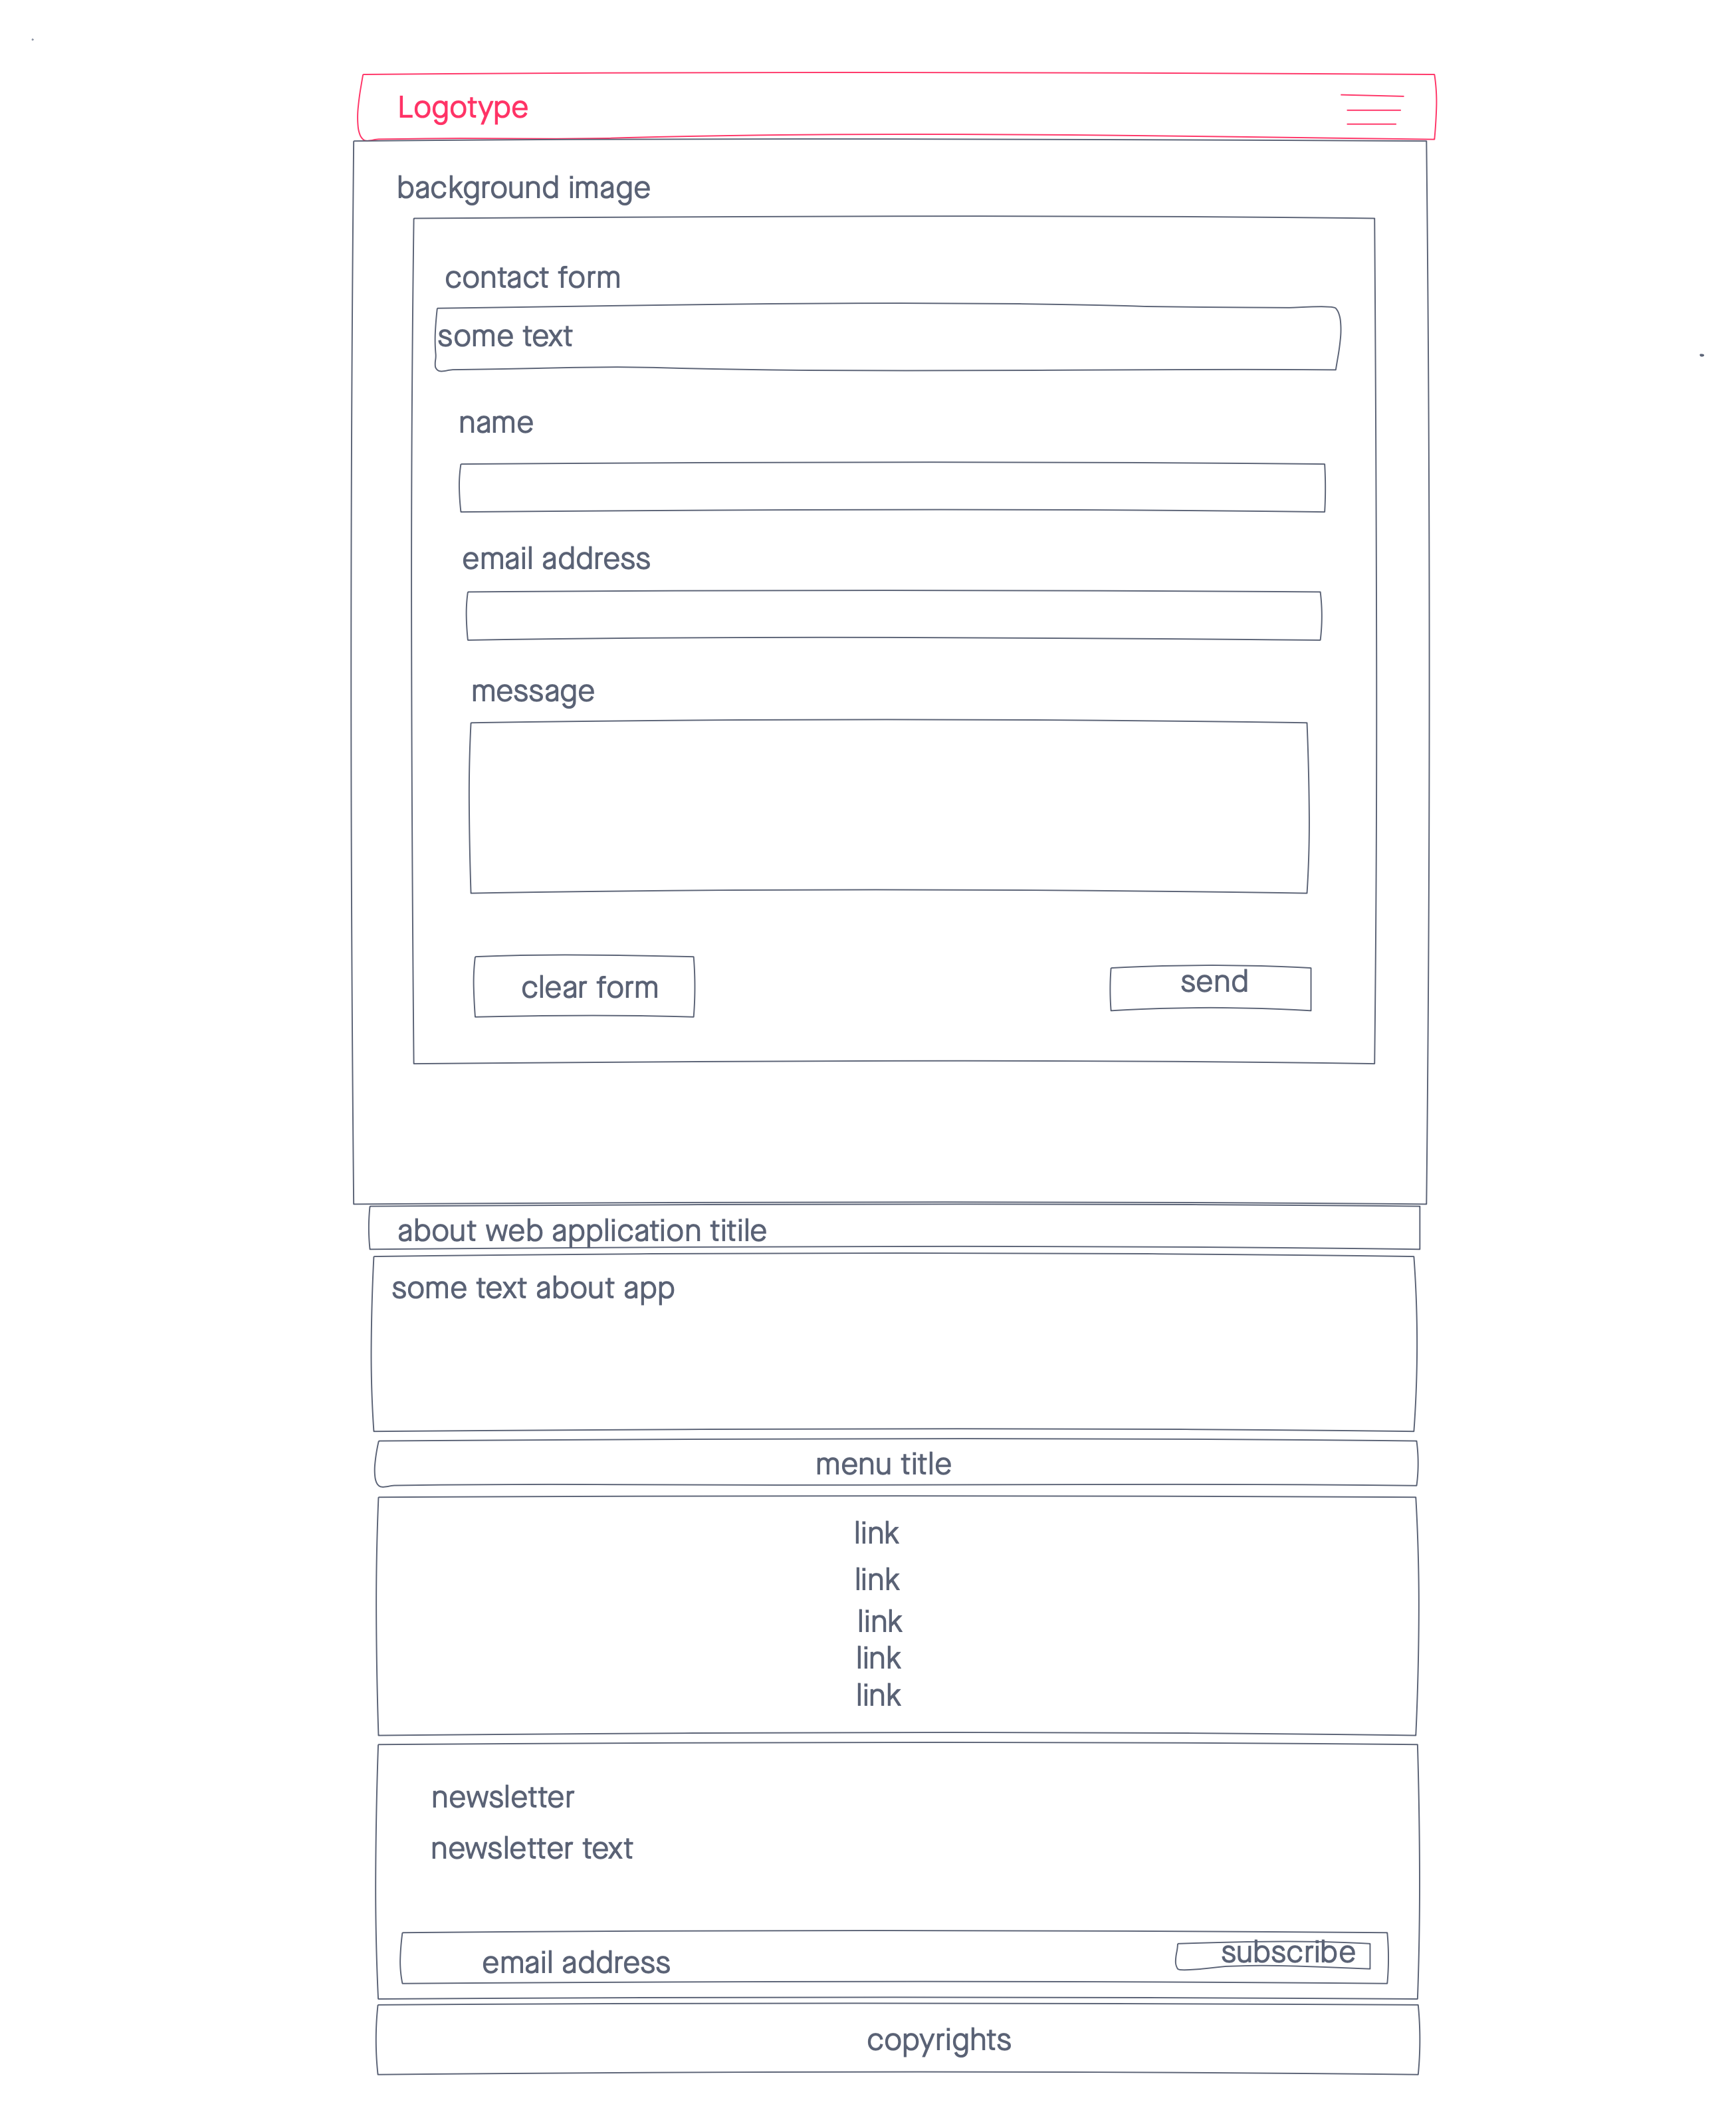 Logotype
background image
contact form
some text
name
email address
message
clear form
send
about web application titile
some text about app
menu title
link
link
link
link
link
newsletter
newsletter text
email address
subscribe
copyrights